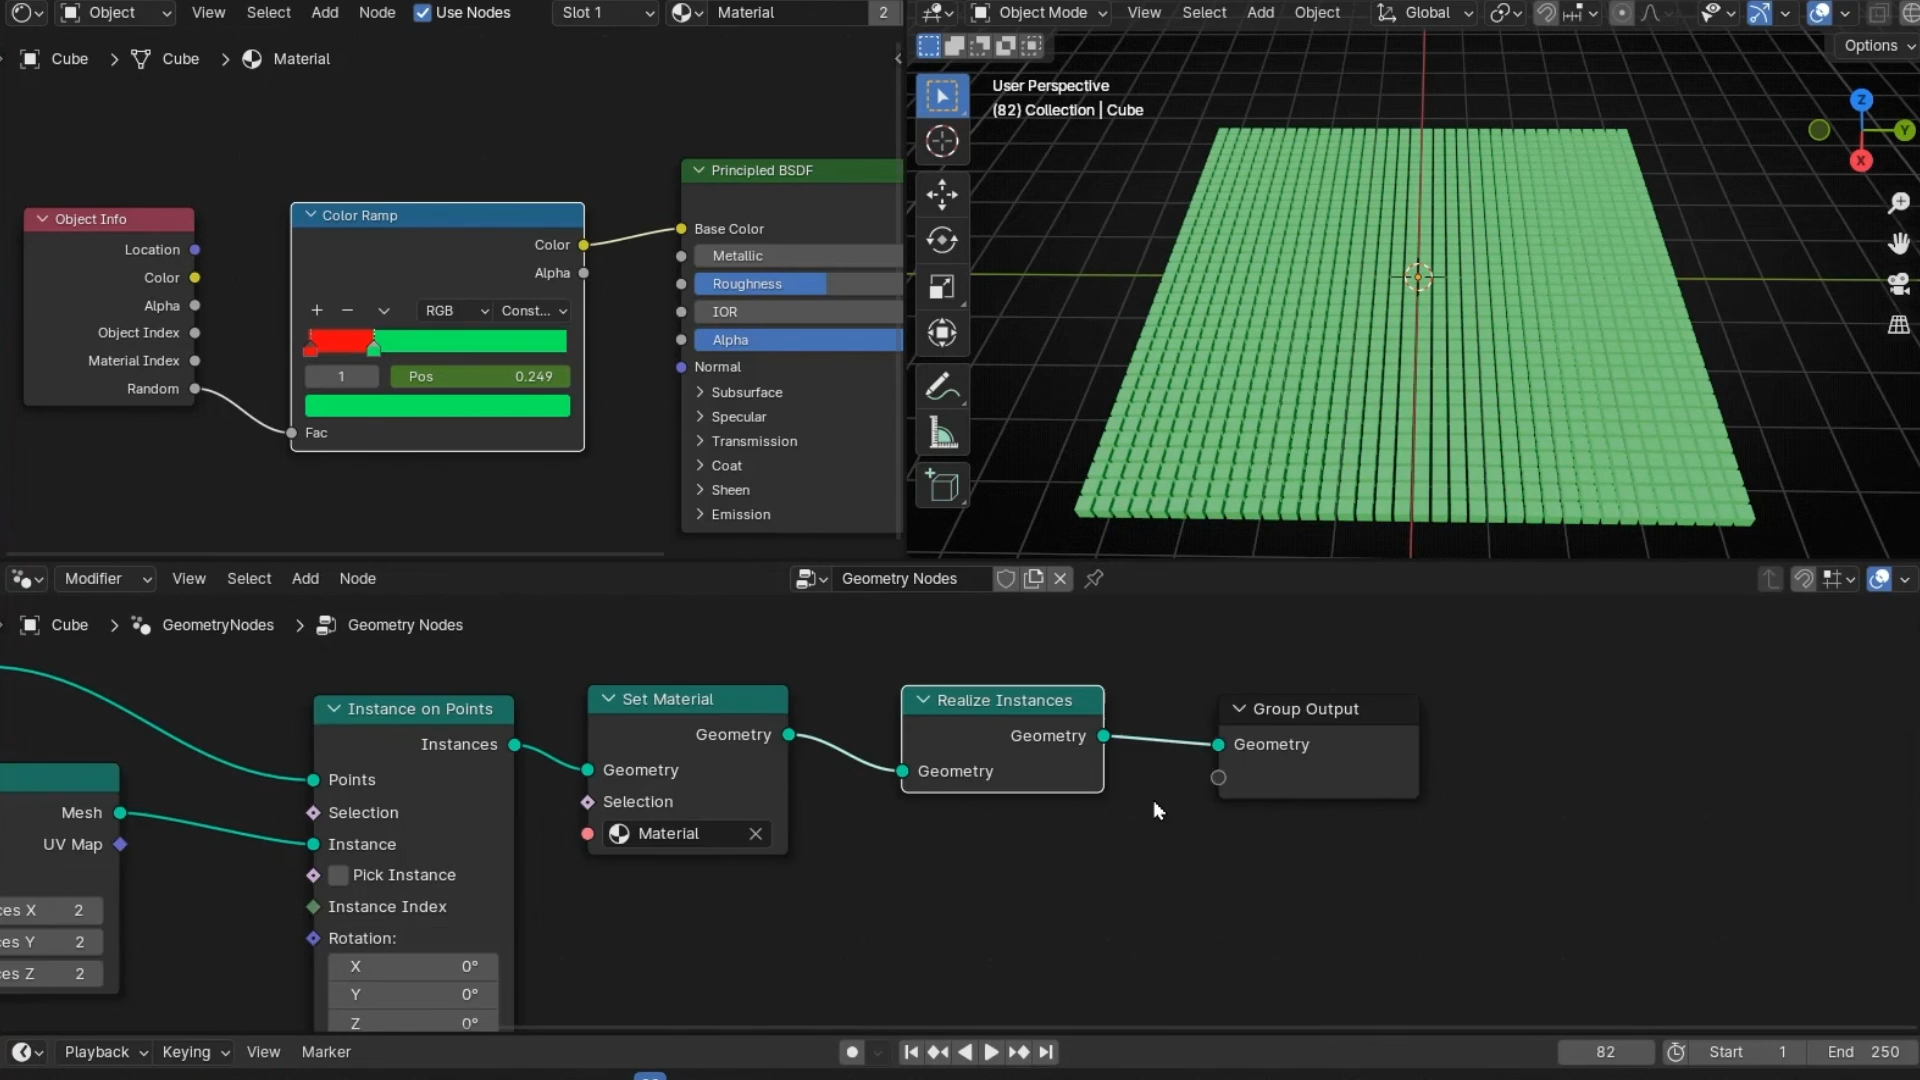 Object View Select Add Node Use Nodes Slot 1 Material 2
Cube Cube Material
Object Info
Location
Color
Alpha
Object Index
Material Index
Random
Color Ramp
Color
Alpha
RGB Const...
1 Pos 0.249
Fac
Principled BSDF
Base Color
Metallic
Roughness
IOR
Alpha
Normal
Subsurface
Specular
Transmission
Coat
Sheen
Emission
Object Mode View Select Add Object Global
Options
User Perspective
(82) Collection | Cube
Z
Y
X
Modifier View Select Add Node Geometry Nodes
Cube GeometryNodes Geometry Nodes
Mesh
UV Map
ces X 2
ces Y 2
ces Z 2
Instance on Points
Instances
Points
Selection
Instance
Pick Instance
Instance Index
Rotation:
X 0°
Y 0°
Z 0°
Set Material
Geometry
Geometry
Selection
Material
Realize Instances
Geometry
Geometry
Group Output
Geometry
Playback Keying View Marker 82 Start 1 End 250